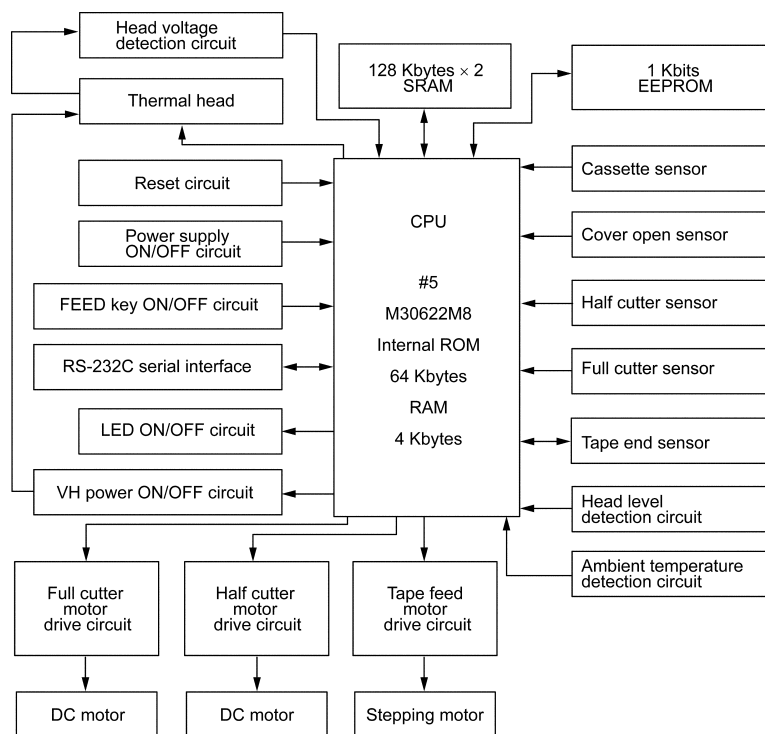 Head voltage
detection circuit
Thermal head
128 Kbytes × 2
SRAM
1 Kbits
EEPROM
Reset circuit
Power supply
ON/OFF circuit
FEED key ON/OFF circuit
RS-232C serial interface
LED ON/OFF circuit
VH power ON/OFF circuit
CPU
#5
M30622M8
Internal ROM
64 Kbytes
RAM
4 Kbytes
Cassette sensor
Cover open sensor
Half cutter sensor
Full cutter sensor
Tape end sensor
Head level
detection circuit
Ambient temperature
detection circuit
Full cutter
motor
drive circuit
Half cutter
motor
drive circuit
Tape feed
motor
drive circuit
DC motor
DC motor
Stepping motor